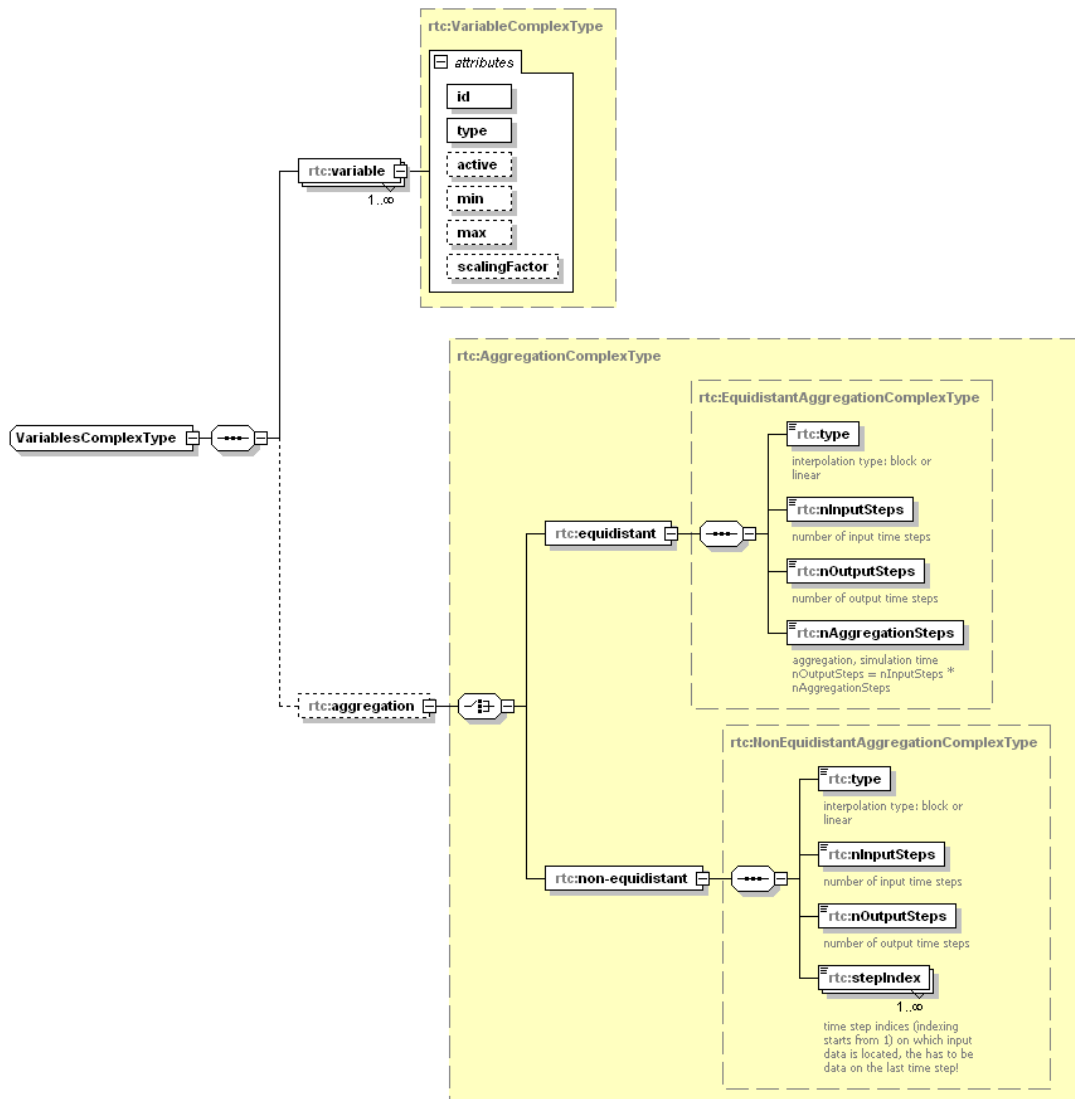 rtc:VariableComplexType
attributes
id
type
active
min
max
scalingFactor
rtc:variable
1..∞
VariablesComplexType
rtc:aggregation
rtc:AggregationComplexType
rtc:equidistant
rtc:EquidistantAggregationComplexType
rtc:type
interpolation type: block or
linear
rtc:nInputSteps
number of input time steps
rtc:nOutputSteps
number of output time steps
rtc:nAggregationSteps
aggregation, simulation time
nOutputSteps = nInputSteps *
nAggregationSteps
rtc:non-equidistant
rtc:NonEquidistantAggregationComplexType
rtc:type
interpolation type: block or
linear
rtc:nInputSteps
number of input time steps
rtc:nOutputSteps
number of output time steps
rtc:stepIndex
1..∞
time step indices (indexing
starts from 1) on which input
data is located, the has to be
data on the last time step!